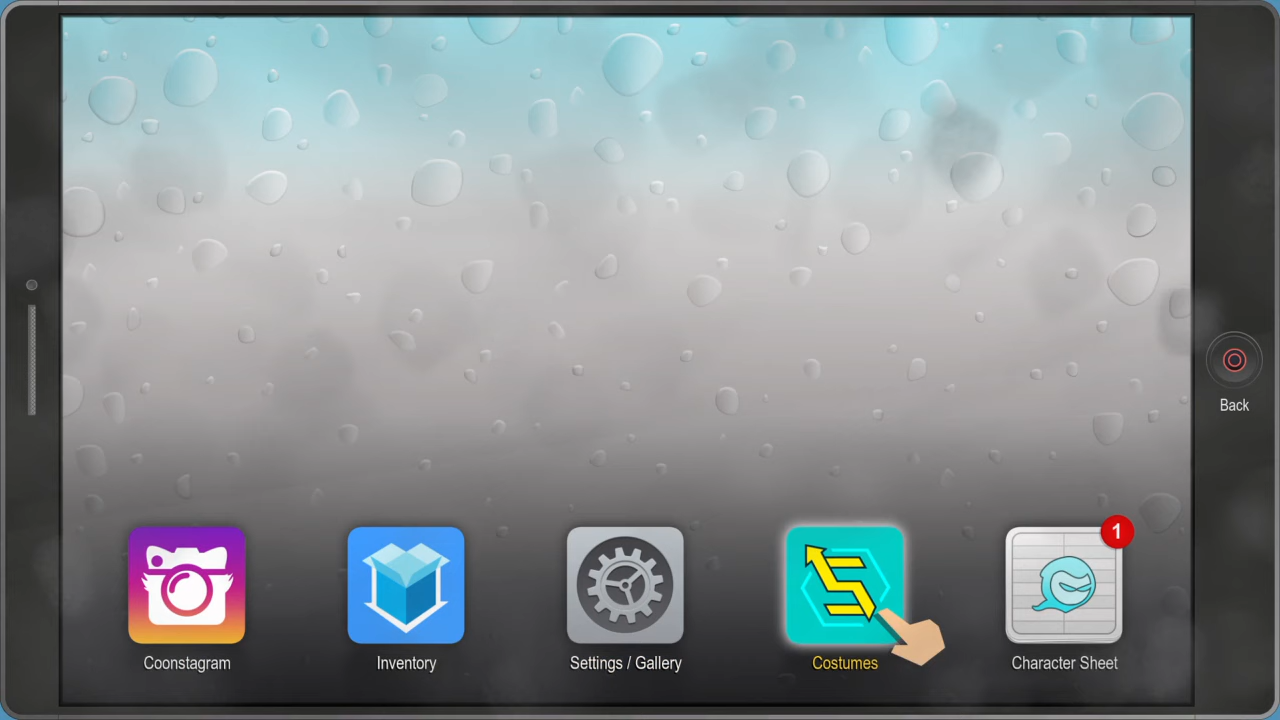 Back
1
Coonstagram
Inventory
Settings / Gallery
Costumes
Character Sheet